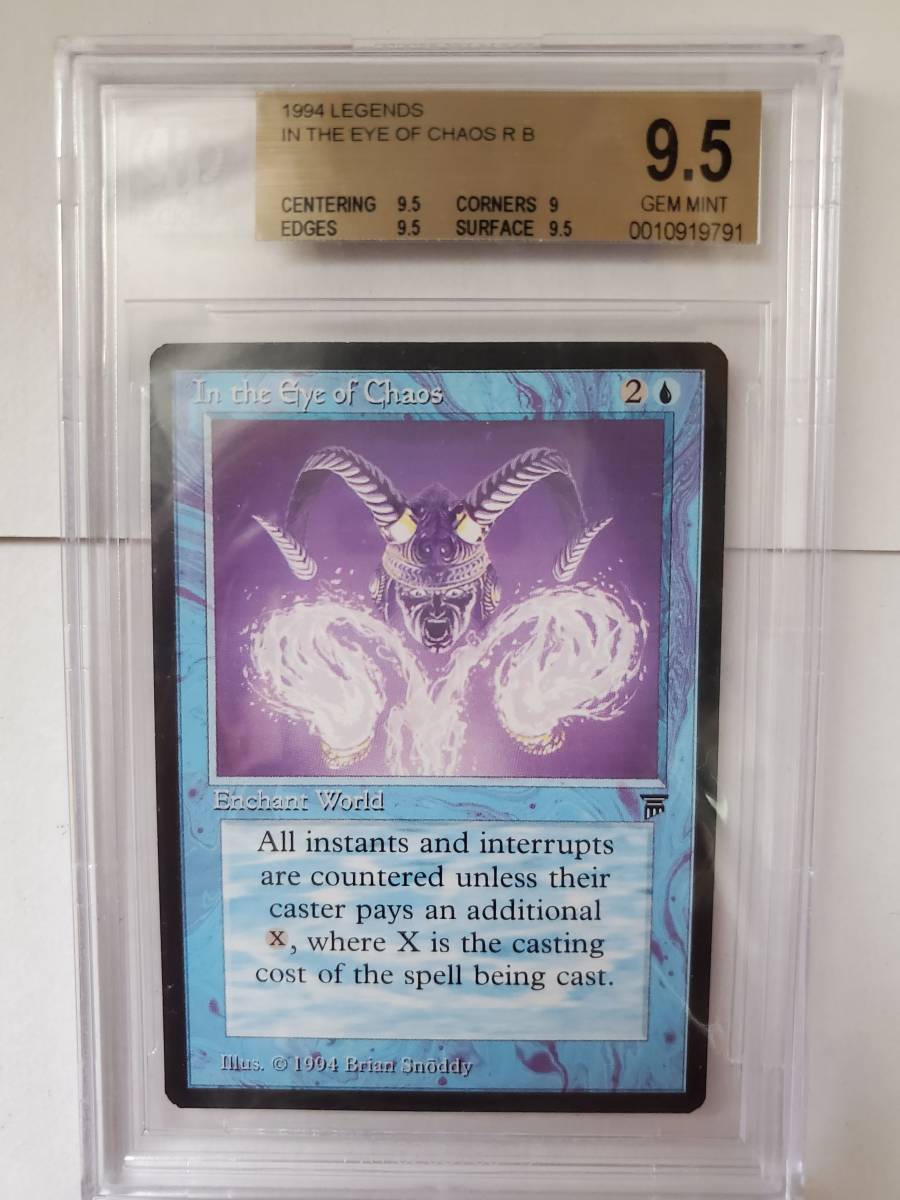 1994 LEGENDS
IN THE EYE OF CHAOS R B
9.5
CENTERING 9.5 CORNERS 9 GEM MINT
EDGES 9.5 SURFACE 9.5 0010919791
In the Eye of Chaos 2
Enchant World
All instants and interrupts
are countered unless their
caster pays an additional
X, where X is the casting
cost of the spell being cast.
Illus. © 1994 Brian Snōddy